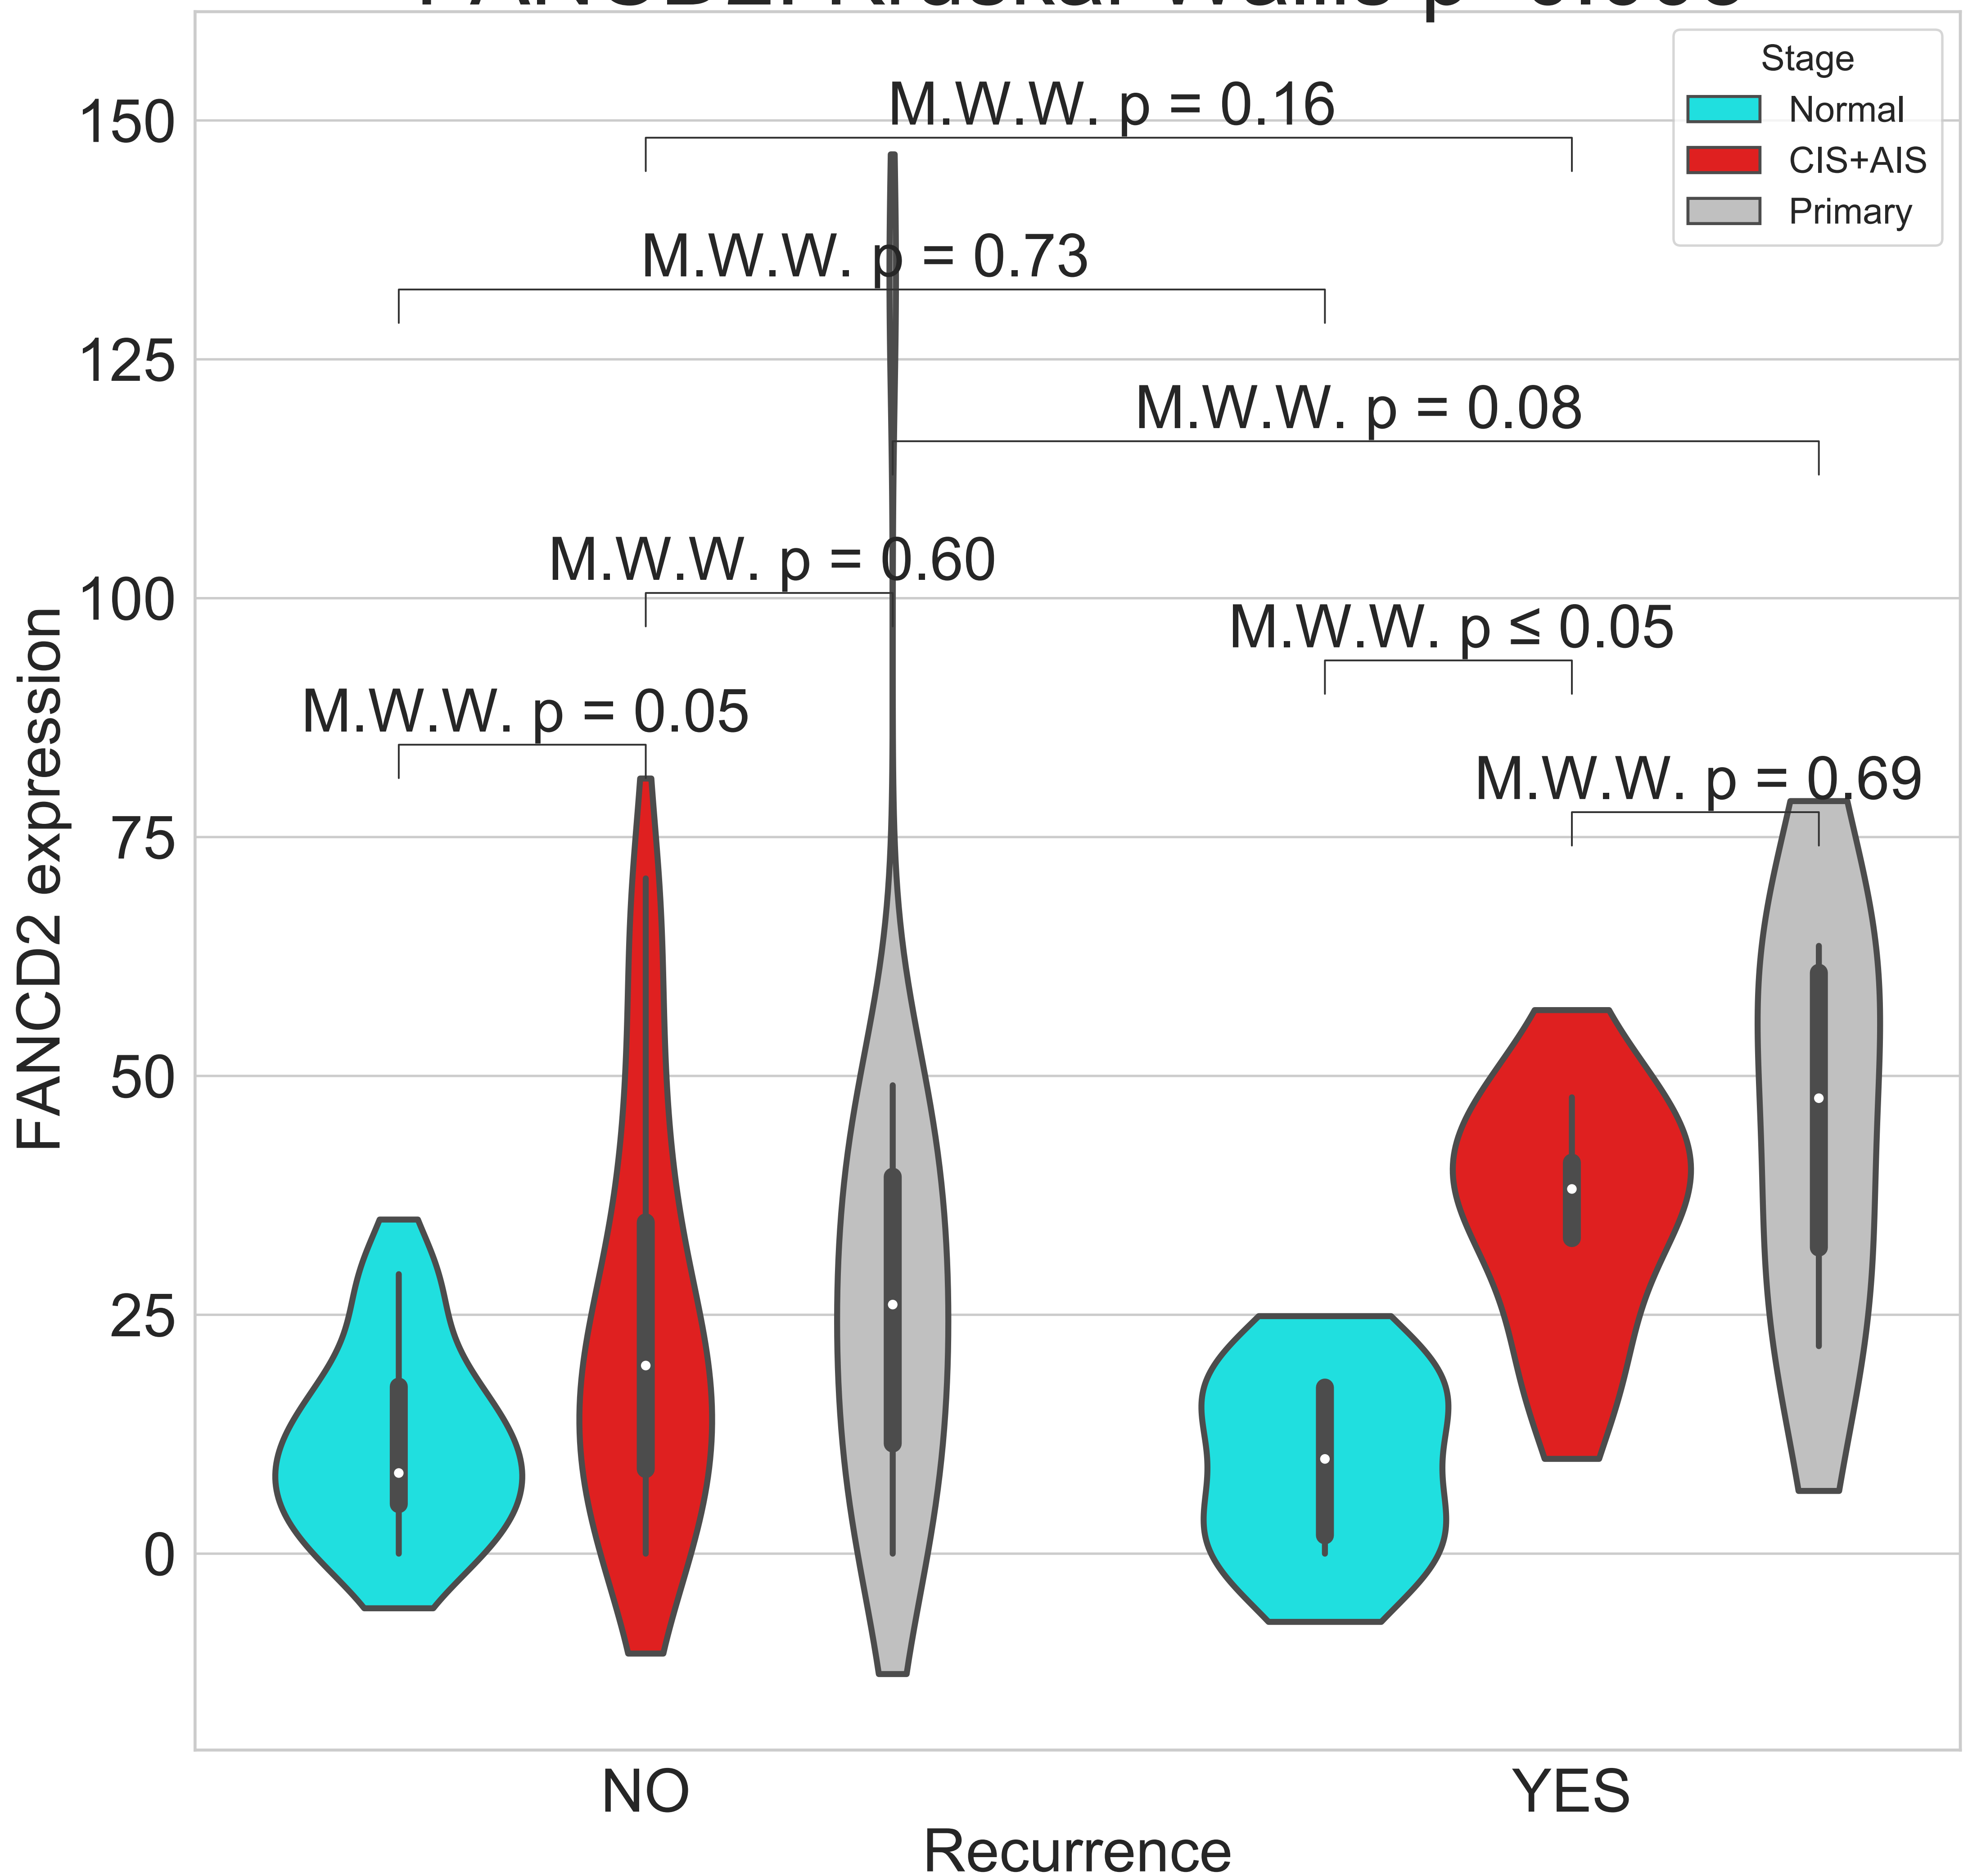 Stage
Normal
CIS+AIS
Primary
M.W.W. p = 0.16
M.W.W. p = 0.73
M.W.W. p = 0.08
M.W.W. p = 0.60
M.W.W. p ≤ 0.05
M.W.W. p = 0.05
M.W.W. p = 0.69
150
125
100
75
50
25
0
FANCD2 expression
NO
YES
Recurrence